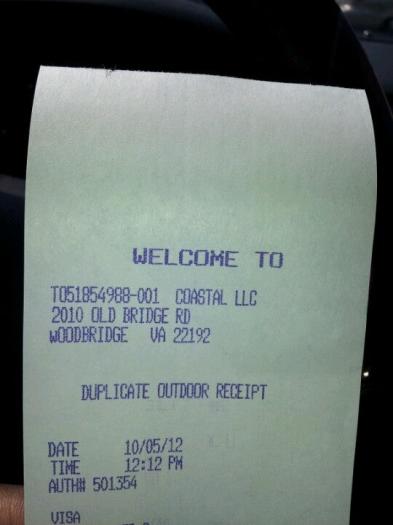 WELCOME TO
T051854988-001 COASTAL LLC
2010 OLD BRIDGE RD
WOODBRIDGE VA 22192
DUPLICATE OUTDOOR RECEIPT
DATE 10/05/12
TIME 12:12 PM
AUTH# 501354
VISA